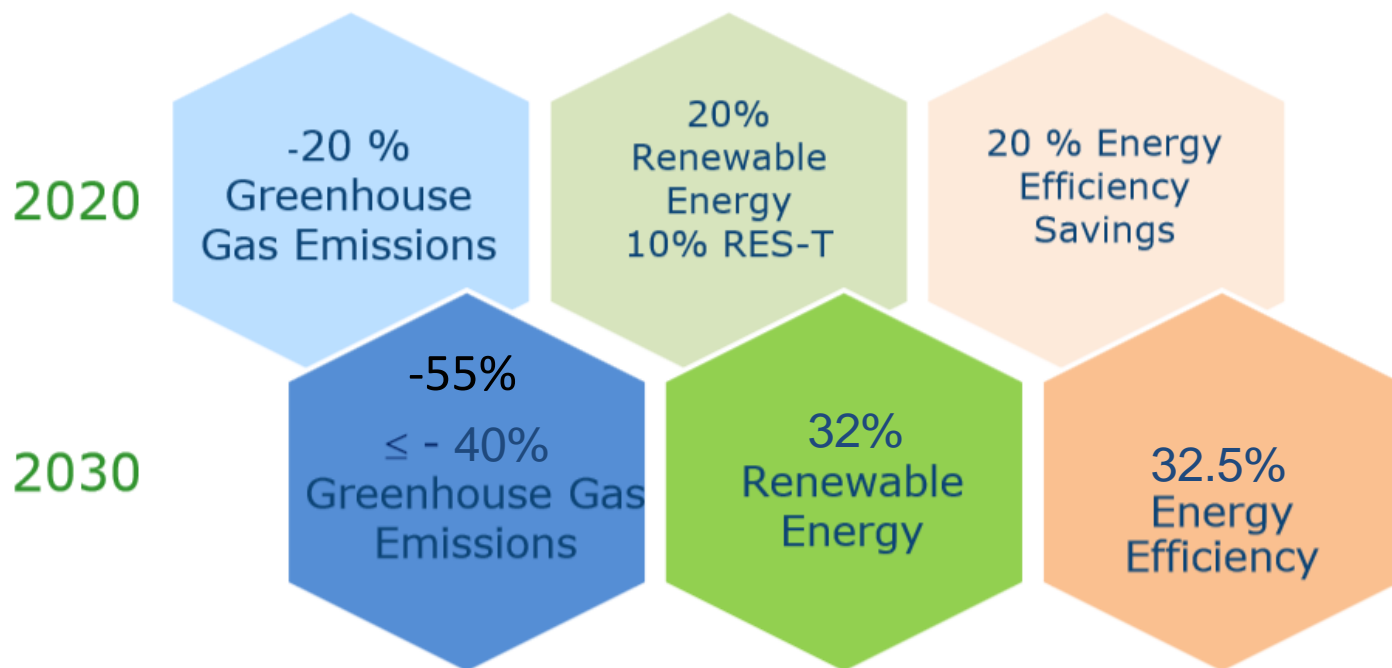 2020
-20 %
Greenhouse
Gas Emissions
20%
Renewable
Energy
10% RES-T
20 % Energy
Efficiency
Savings
2030
-55%
≤ - 40%
Greenhouse Gas
Emissions
32%
Renewable
Energy
32.5%
Energy
Efficiency